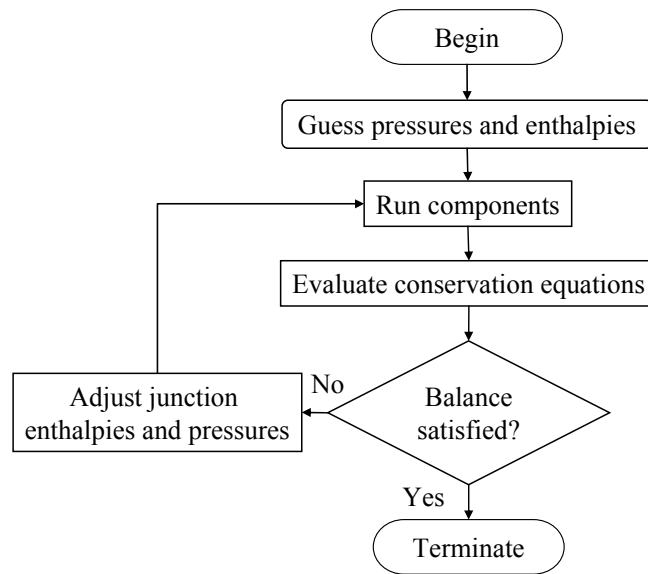 Begin
Guess pressures and enthalpies
Run components
Evaluate conservation equations
Balance
satisfied?
No
Adjust junction
enthalpies and pressures
Yes
Terminate